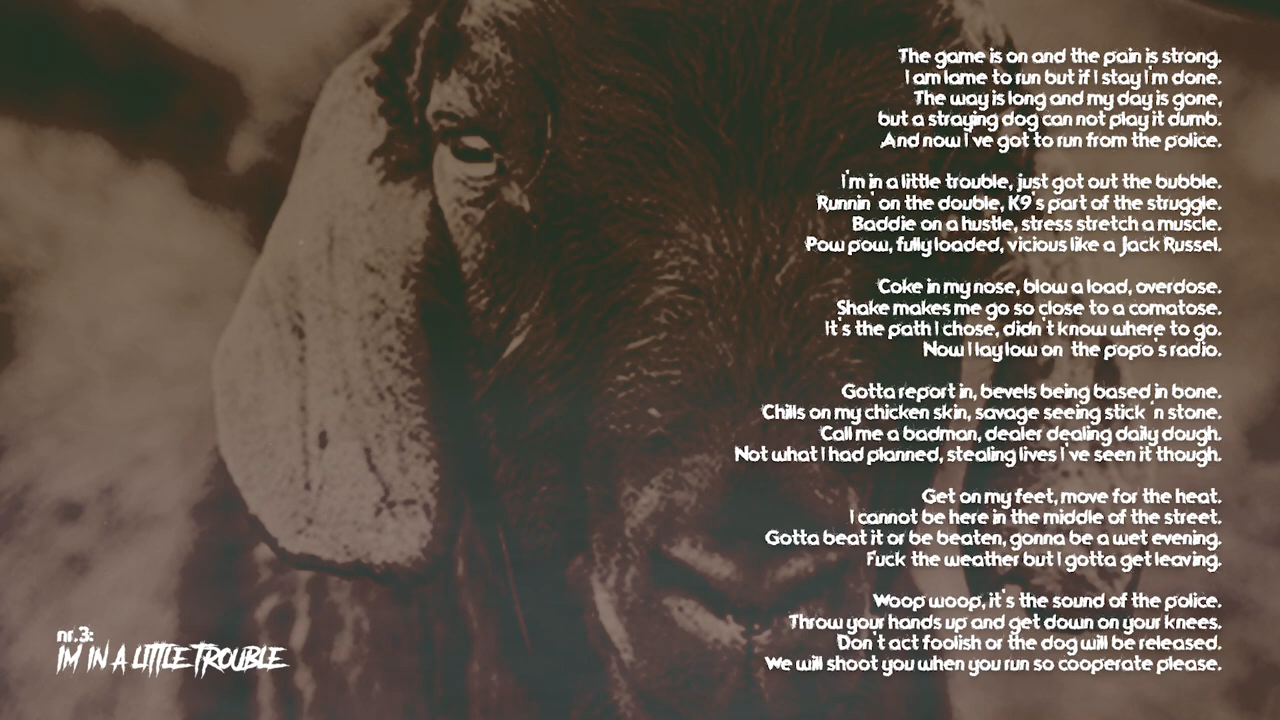 The game is on and the pain is strong.
I am lame to run but if I stay I'm done.
The way is long and my day is gone,
but a straying dog can not play it dumb.
And now I've got to run from the police.
I'm in a little trouble, just got out the bubble.
Runnin' on the double, K9's part of the struggle.
Baddie on a hustle, stress stretch a muscle.
Pow pow, fully loaded, vicious like a Jack Russel.
Coke in my nose, blow a load, overdose.
Shake makes me go so close to a comatose.
It's the path I chose, didn't know where to go.
Now I lay low on the popo's radio.
Gotta report in, bevels being based in bone.
Chills on my chicken skin, savage seeing stick 'n stone.
Call me a badman, dealer dealing daily dough.
Not what I had planned, stealing lives I've seen it though.
Get on my feet, move for the heat.
I cannot be here in the middle of the street.
Gotta beat it or be beaten, gonna be a wet evening.
Fuck the weather but I gotta get leaving.
Woop woop, it's the sound of the police.
Throw your hands up and get down on your knees.
Don't act foolish or the dog will be released.
We will shoot you when you run so cooperate please.
nr.3:
I'M IN A LITTLE TROUBLE